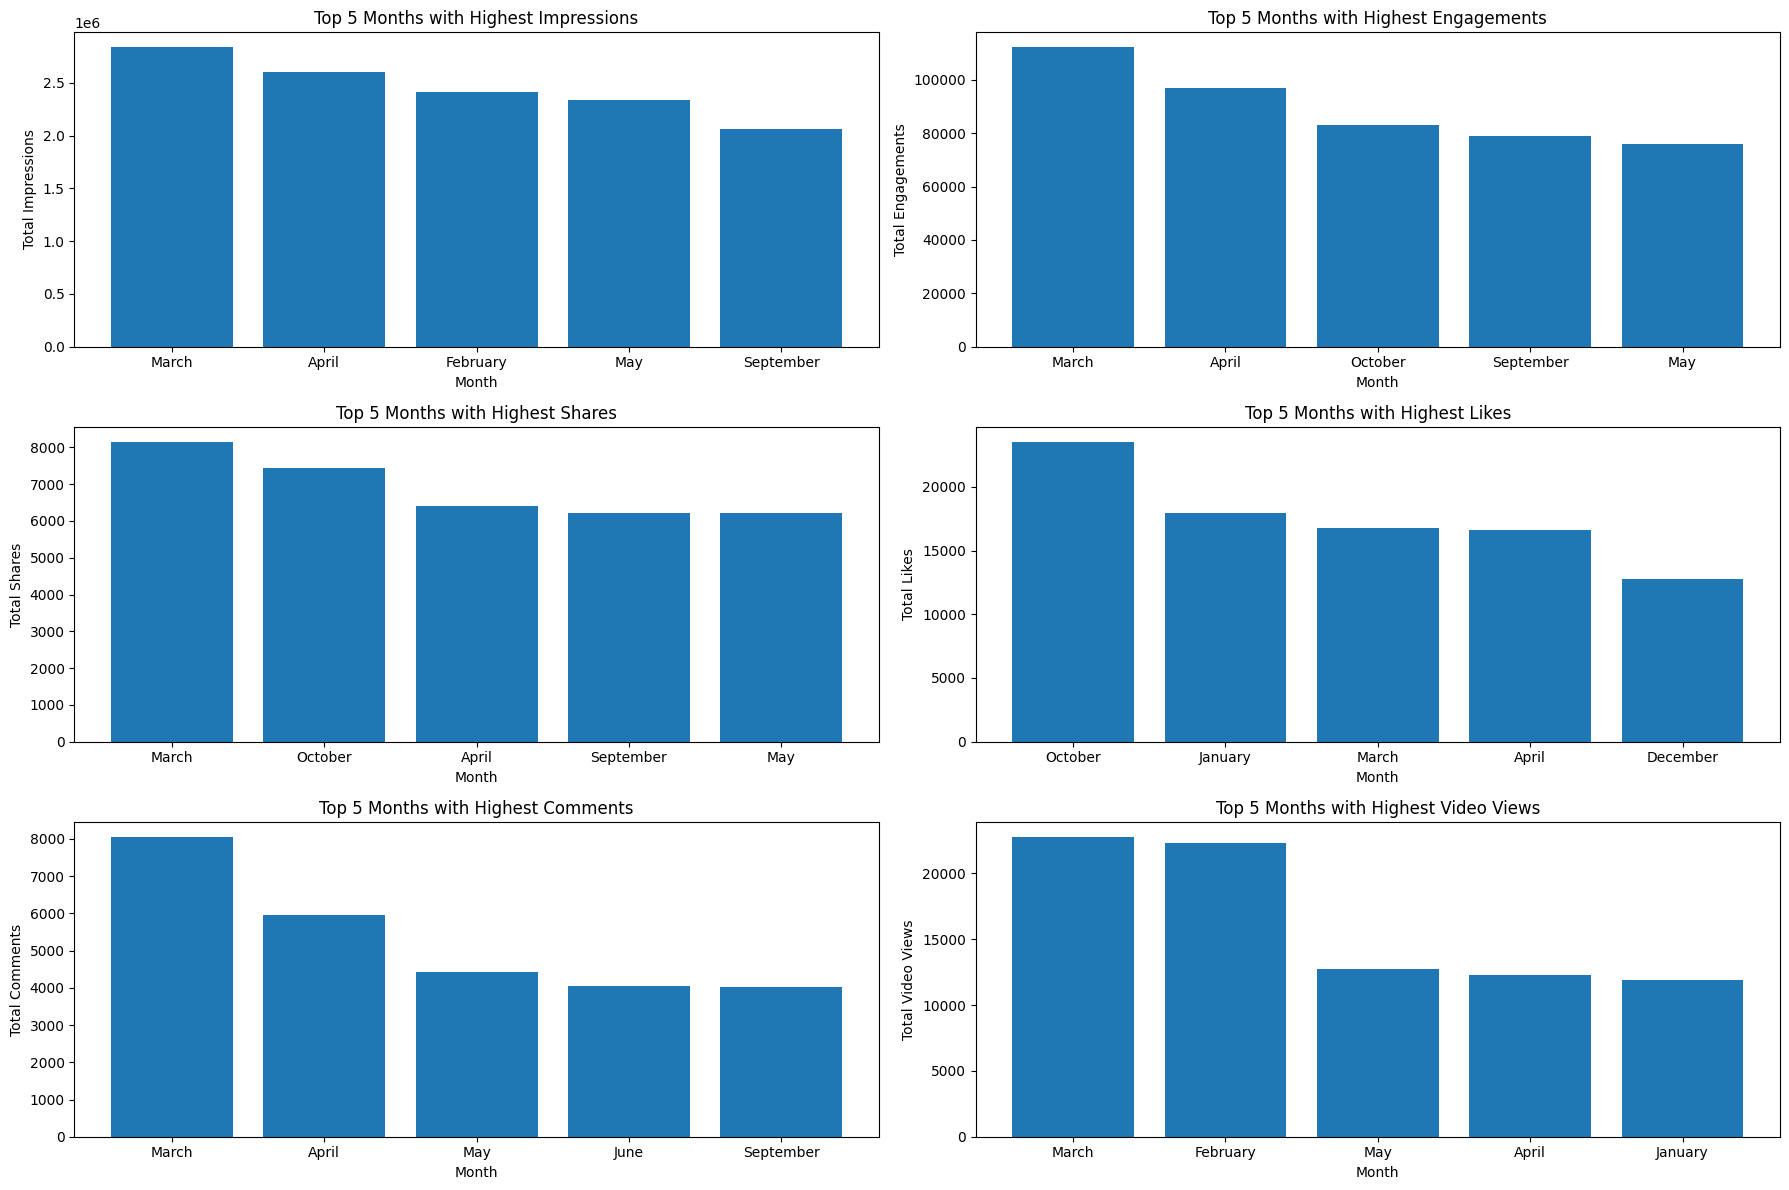 Top 5 Months with Highest Impressions
1e6
2.5
2.0
1.5
1.0
0.5
0.0
Total Impressions
March April February May September
Month
Top 5 Months with Highest Engagements
100000
80000
60000
40000
20000
0
Total Engagements
March April October September May
Month
Top 5 Months with Highest Shares
8000
7000
6000
5000
4000
3000
2000
1000
0
Total Shares
March October April September May
Month
Top 5 Months with Highest Likes
20000
15000
10000
5000
0
Total Likes
October January March April December
Month
Top 5 Months with Highest Comments
8000
7000
6000
5000
4000
3000
2000
1000
0
Total Comments
March April May June September
Month
Top 5 Months with Highest Video Views
20000
15000
10000
5000
0
Total Video Views
March February May April January
Month